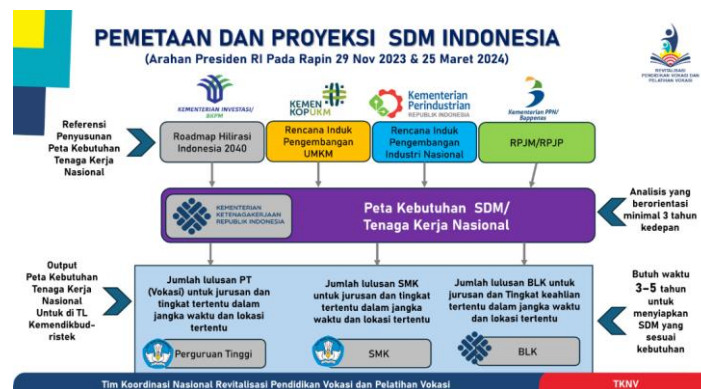 PEMETAAN DAN PROYEKSI SDM INDONESIA
(Arahan Presiden RI Pada Rapin 29 Nov 2023 & 25 Maret 2024)
REVITALISASI
PENDIDIKAN VOKASI DAN
PELATIHAN VOKASI
Referensi
Penyusunan
Peta Kebutuhan
Tenaga Kerja
Nasional
KEMENTERIAN INVESTASI/
BKPM
KEMEN
KOPUKM
Kementerian
Perindustrian
REPUBLIK INDONESIA
Kementerian PPN/
Bappenas
Roadmap Hilirasi
Indonesia 2040
Rencana Induk
Pengembangan
UMKM
Rencana Induk
Pengembangan
Industri Nasional
RPJM/RPJP
KEMENTERIAN
KETENAGAKERJAAN
REPUBLIK INDONESIA
Peta Kebutuhan SDM/
Tenaga Kerja Nasional
Analisis yang
berorientasi
minimal 3 tahun
kedepan
Output
Peta Kebutuhan
Tenaga Kerja
Nasional
Untuk di TL
Kemendikbud-
ristek
Jumlah lulusan PT
(Vokasi) untuk jurusan dan
tingkat tertentu dalam
jangka waktu dan lokasi
tertentu
Perguruan Tinggi
Jumlah lulusan SMK
untuk jurusan dan tingkat
tertentu dalam jangka
waktu dan lokasi tertentu
SMK
Jumlah lulusan BLK untuk
jurusan dan Tingkat keahlian
tertentu dalam jangka waktu
dan lokasi tertentu
BLK
Butuh waktu
3–5 tahun
untuk
menyiapkan
SDM yang
sesuai
kebutuhan
Tim Koordinasi Nasional Revitalisasi Pendidikan Vokasi dan Pelatihan Vokasi
TKNV